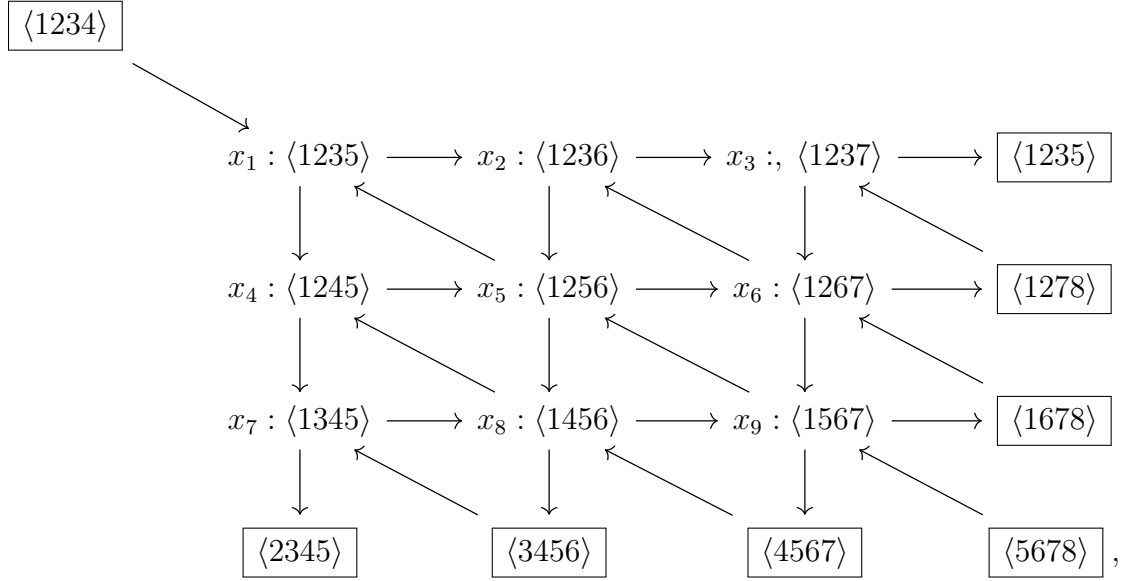 ⟨1234⟩
x₁ : ⟨1235⟩ x₂ : ⟨1236⟩ x₃ :, ⟨1237⟩ ⟨1235⟩
x₄ : ⟨1245⟩ x₅ : ⟨1256⟩ x₆ : ⟨1267⟩ ⟨1278⟩
x₇ : ⟨1345⟩ x₈ : ⟨1456⟩ x₉ : ⟨1567⟩ ⟨1678⟩
⟨2345⟩ ⟨3456⟩ ⟨4567⟩ ⟨5678⟩ ,